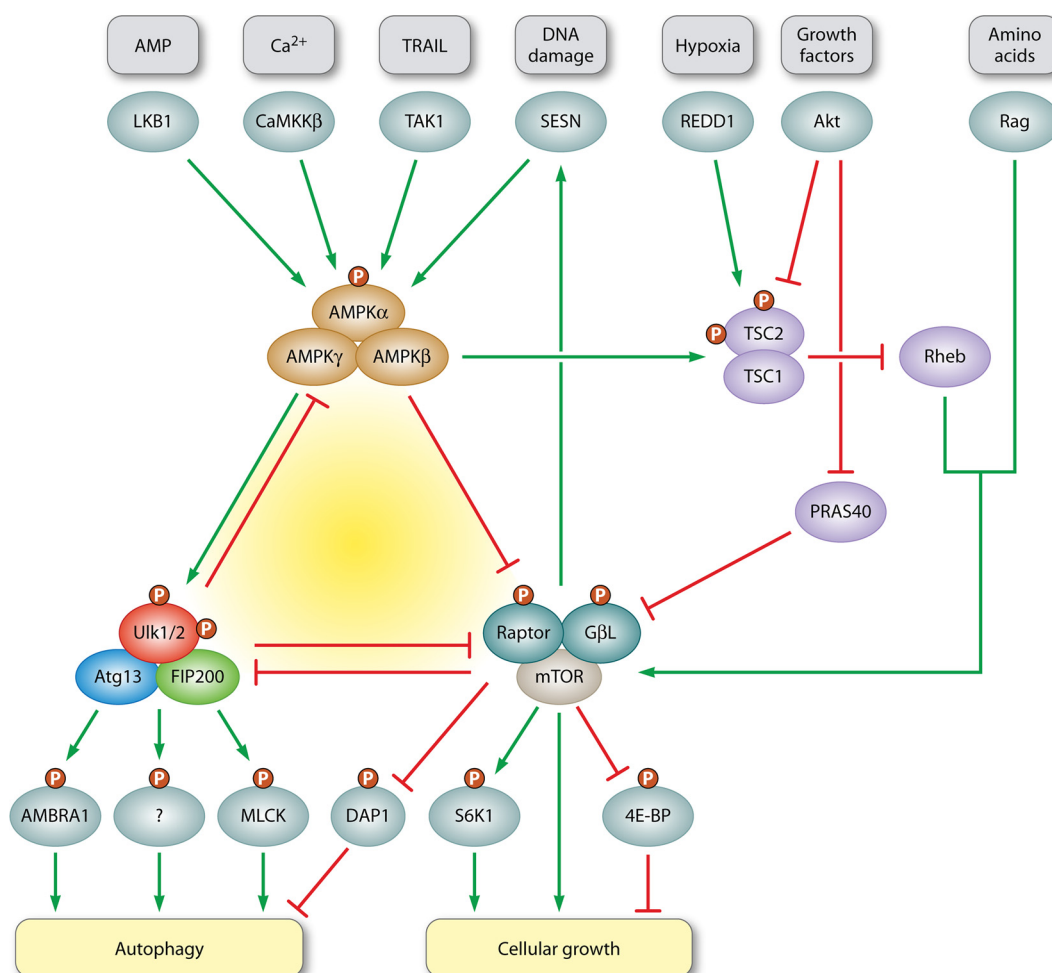 AMP
Ca2+
TRAIL
DNA
damage
Hypoxia
Growth
factors
Amino
acids
LKB1
CaMKKβ
TAK1
SESN
REDD1
Akt
Rag
P
AMPKα
AMPKγ
AMPKβ
P
P
TSC2
TSC1
Rheb
PRAS40
P
P
Ulk1/2
Atg13
FIP200
P
P
Raptor
GβL
mTOR
P
P
P
P
P
P
AMBRA1
?
MLCK
DAP1
S6K1
4E-BP
Autophagy
Cellular growth